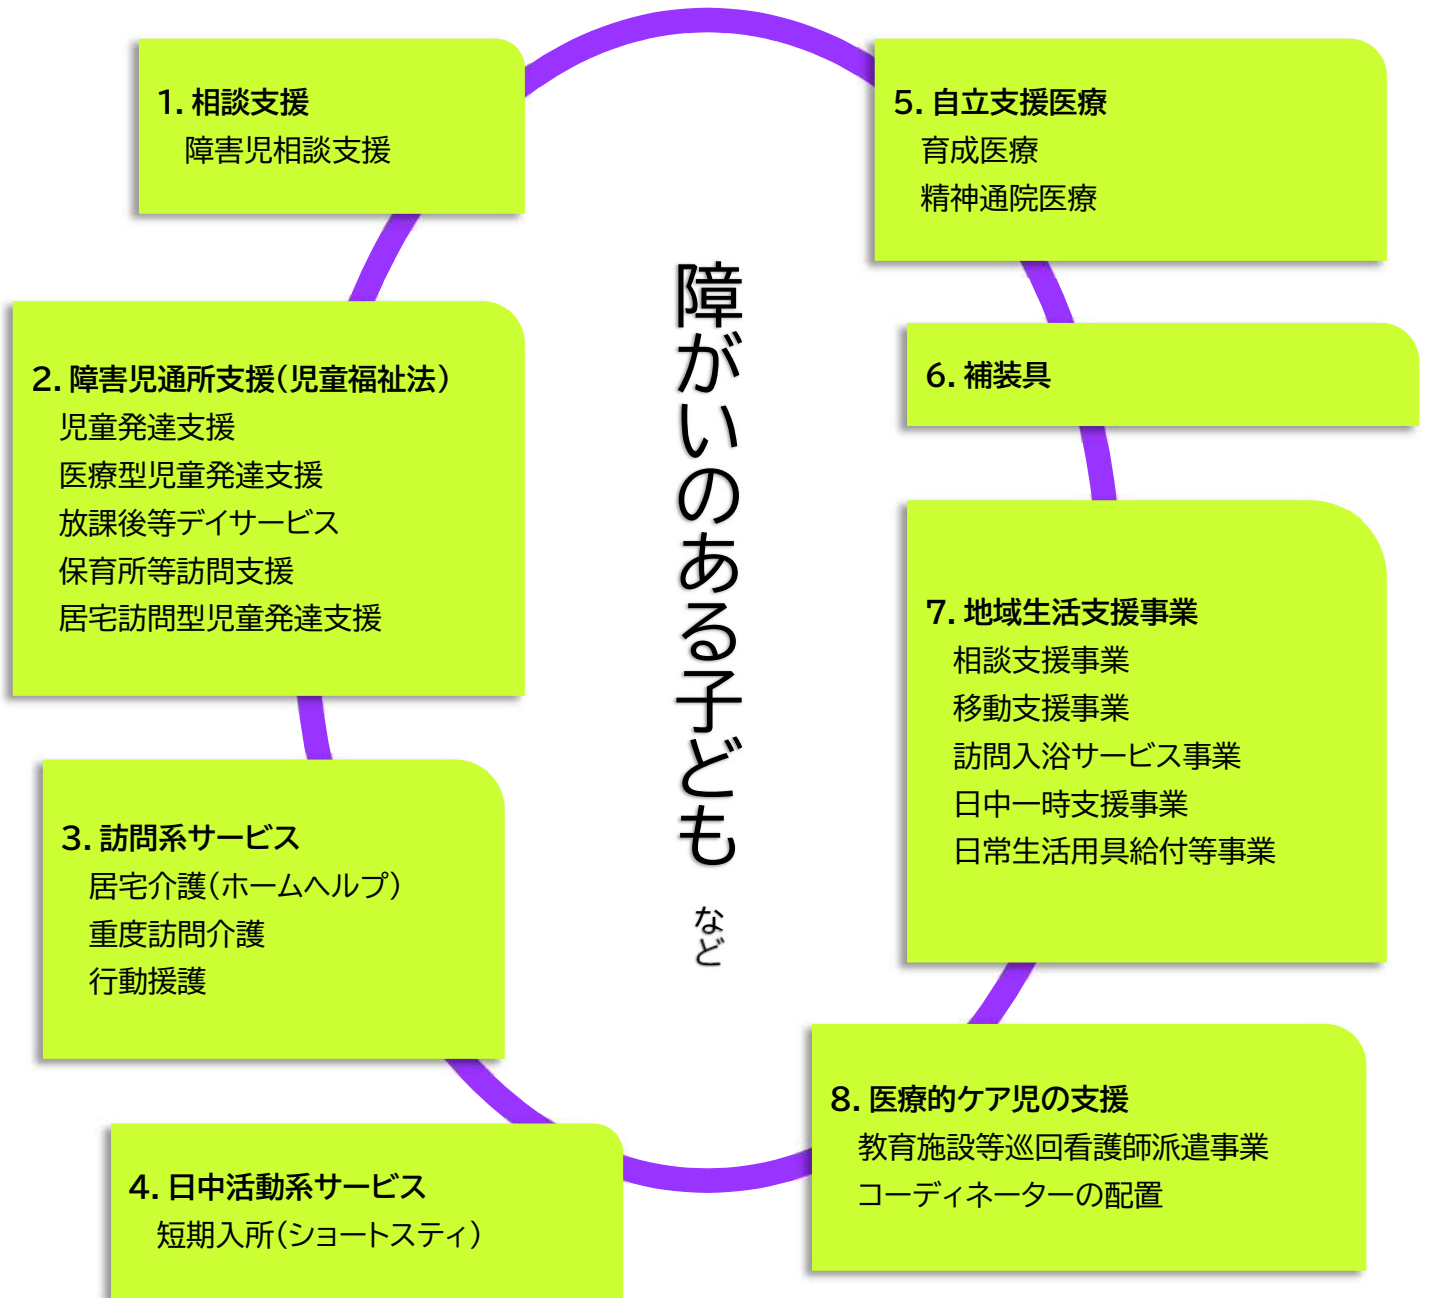 1. 相談支援
障害児相談支援
2. 障害児通所支援(児童福祉法)
児童発達支援
医療型児童発達支援
放課後等デイサービス
保育所等訪問支援
居宅訪問型児童発達支援
3. 訪問系サービス
居宅介護(ホームヘルプ)
重度訪問介護
行動援護
4. 日中活動系サービス
短期入所(ショートスティ)
障がいのある子ども など
5. 自立支援医療
育成医療
精神通院医療
6. 補装具
7. 地域生活支援事業
相談支援事業
移動支援事業
訪問入浴サービス事業
日中一時支援事業
日常生活用具給付等事業
8. 医療的ケア児の支援
教育施設等巡回看護師派遣事業
コーディネーターの配置